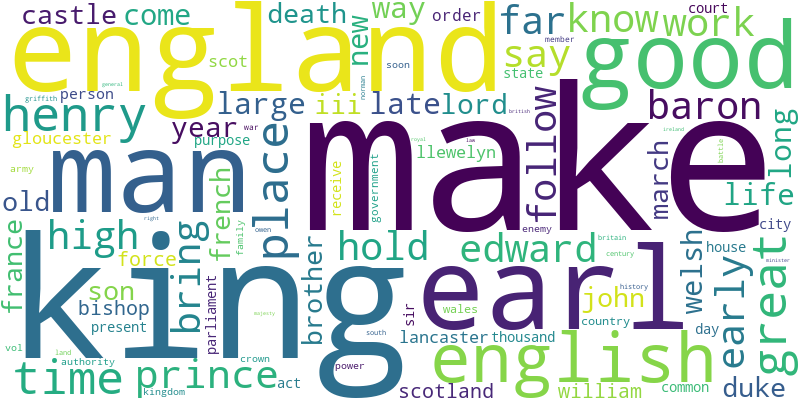 castle come death way order far know work court
england scot soon member say good
general new state
griffith person norman
henry large iii late lord follow baron
gloucester year war purpose british
man place royal law llewelyn march ireland long
army receive government battle
old high french enemy life
right family owen city
france bring force hold edward welsh britain house early great
king son brother earl john century
bishop parliament sir wales history minister
present majesty south country day
vol land lancaster thousand
authority crown power english
time prince act scotland william common duke
kingdom